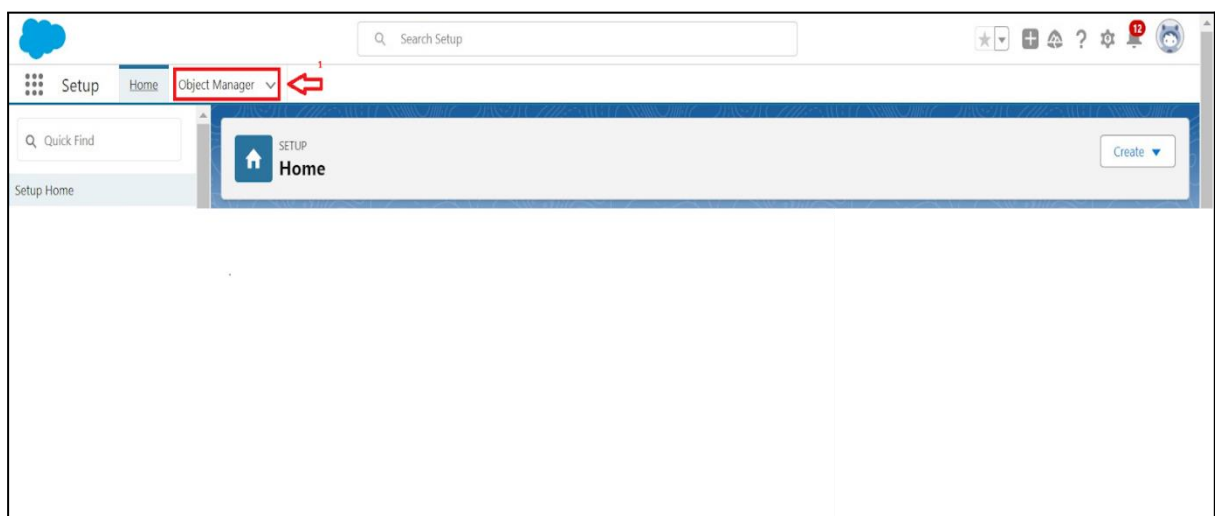 Search Setup
12
Setup Home Object Manager
1
Quick Find
SETUP
Home
Create
Setup Home